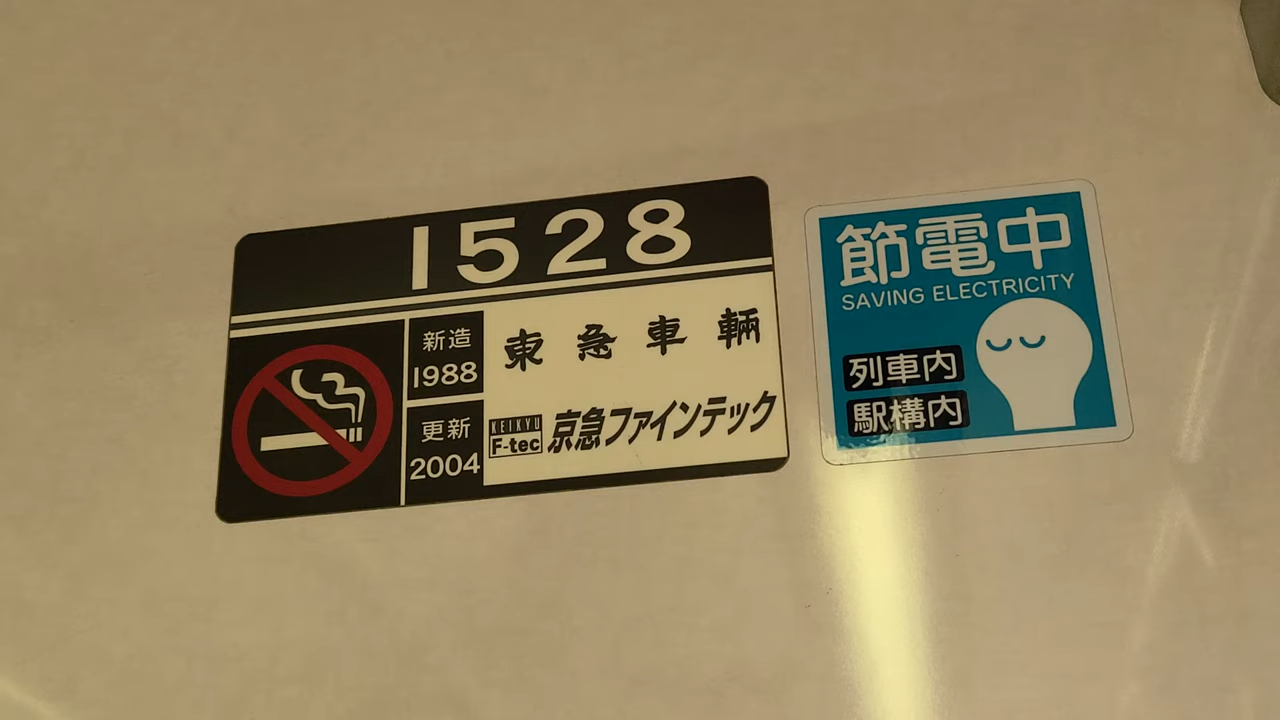 1528
新造
1988
東急車輛
更新
2004
KEIKYU
F-tec
京急ファインテック
節電中
SAVING ELECTRICITY
列車内
駅構内